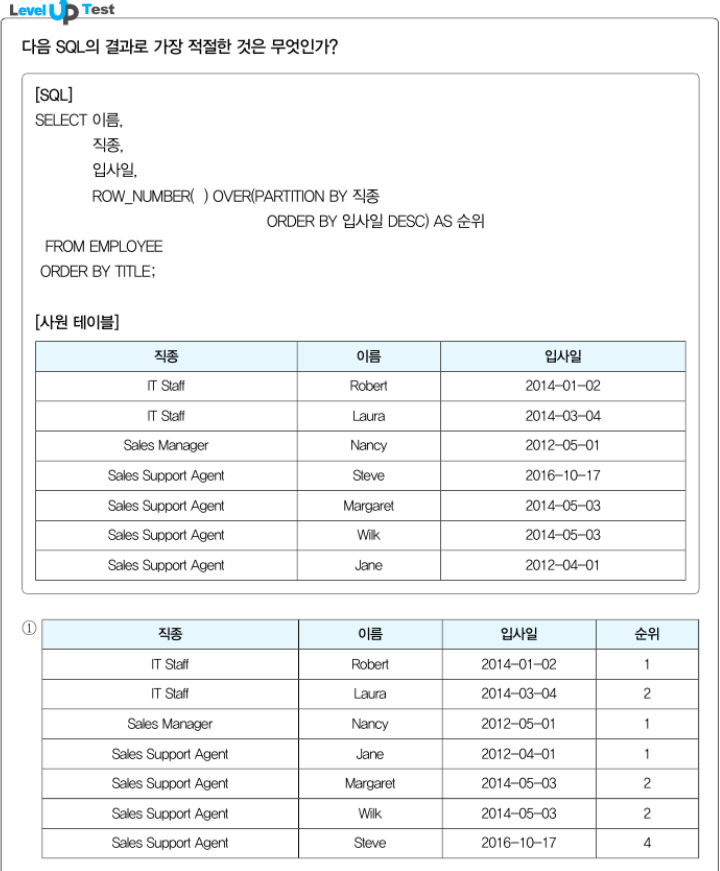 Level Up Test
다음 SQL의 결과로 가장 적절한 것은 무엇인가?
[SQL]
SELECT 이름,
직종,
입사일,
ROW_NUMBER( ) OVER(PARTITION BY 직종
ORDER BY 입사일 DESC) AS 순위
FROM EMPLOYEE
ORDER BY TITLE;
[사원 테이블]
직종 이름 입사일
IT Staff Robert 2014-01-02
IT Staff Laura 2014-03-04
Sales Manager Nancy 2012-05-01
Sales Support Agent Steve 2016-10-17
Sales Support Agent Margaret 2014-05-03
Sales Support Agent Wilk 2014-05-03
Sales Support Agent Jane 2012-04-01
① 직종 이름 입사일 순위
IT Staff Robert 2014-01-02 1
IT Staff Laura 2014-03-04 2
Sales Manager Nancy 2012-05-01 1
Sales Support Agent Jane 2012-04-01 1
Sales Support Agent Margaret 2014-05-03 2
Sales Support Agent Wilk 2014-05-03 2
Sales Support Agent Steve 2016-10-17 4